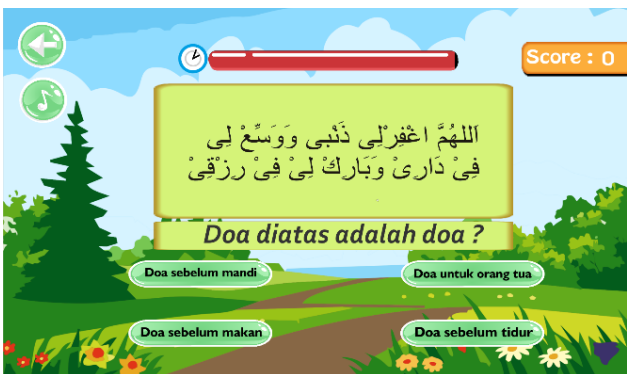 Score : 0
اَللهُمَّ اغْفِرْلِى ذَنْبِى وَوَسِّعْ لِى
فِىْ دَارِىْ وَبَارِكْ لِىْ فِىْ رِزْقِىْ
Doa diatas adalah doa ?
Doa sebelum mandi
Doa untuk orang tua
Doa sebelum makan
Doa sebelum tidur